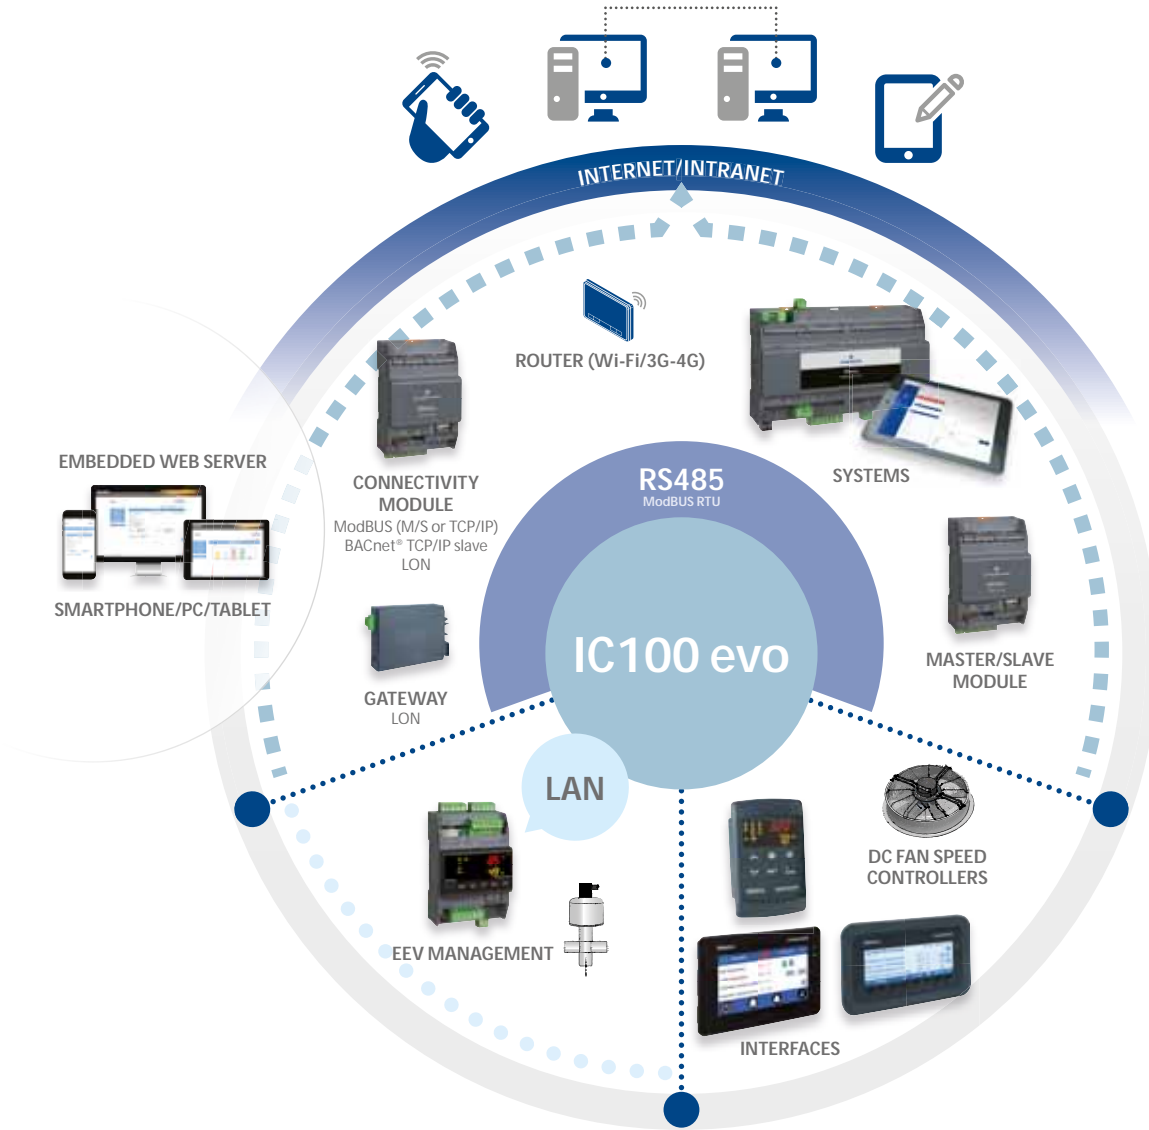 INTERNET/INTRANET
ROUTER (Wi-Fi/3G-4G)
EMBEDDED WEB SERVER
SMARTPHONE/PC/TABLET
CONNECTIVITY
MODULE
ModBUS (M/S or TCP/IP)
BACnet® TCP/IP slave
LON
RS485
ModBUS RTU
SYSTEMS
IC100 evo
GATEWAY
LON
MASTER/SLAVE
MODULE
LAN
DC FAN SPEED
CONTROLLERS
EEV MANAGEMENT
INTERFACES